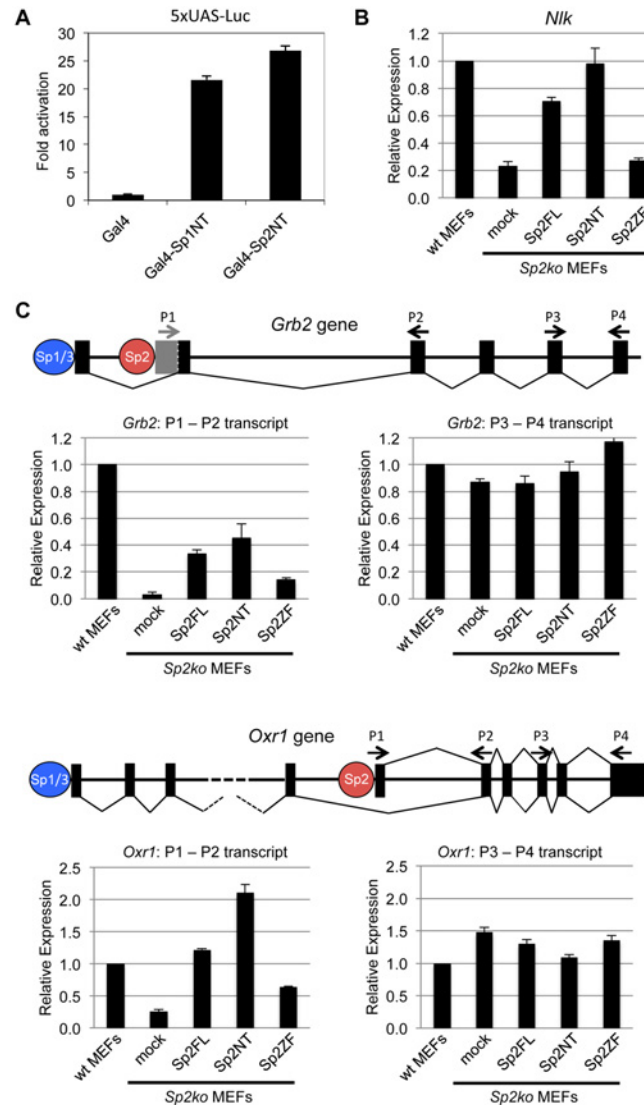 A
5xUAS-Luc
Fold activation
30
25
20
15
10
5
0
Gal4
Gal4-Sp1NT
Gal4-Sp2NT
B
Nlk
Relative Expression
1.2
1.0
0.8
0.6
0.4
0.2
0.0
wt MEFs
mock
Sp2FL
Sp2NT
Sp2ZF
Sp2ko MEFs
C
P1 Grb2 gene P2 P3 P4
Sp1/3 Sp2
Grb2: P1 – P2 transcript
Relative Expression
1.2
1.0
0.8
0.6
0.4
0.2
0.0
wt MEFs
mock
Sp2FL
Sp2NT
Sp2ZF
Sp2ko MEFs
Grb2: P3 – P4 transcript
Relative Expression
1.2
1.0
0.8
0.6
0.4
0.2
0.0
wt MEFs
mock
Sp2FL
Sp2NT
Sp2ZF
Sp2ko MEFs
Oxr1 gene P1 P2 P3 P4
Sp1/3 Sp2
Oxr1: P1 – P2 transcript
Relative Expression
2.5
2.0
1.5
1.0
0.5
0.0
wt MEFs
mock
Sp2FL
Sp2NT
Sp2ZF
Sp2ko MEFs
Oxr1: P3 – P4 transcript
Relative Expression
2.5
2.0
1.5
1.0
0.5
0.0
wt MEFs
mock
Sp2FL
Sp2NT
Sp2ZF
Sp2ko MEFs